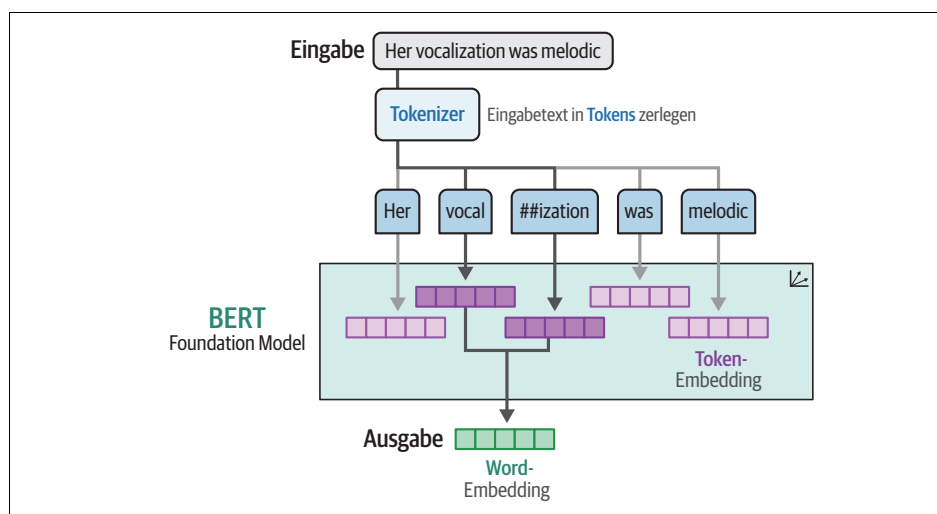 Eingabe
Her vocalization was melodic
Tokenizer
Eingabetext in Tokens zerlegen
Her
vocal
##ization
was
melodic
BERT
Foundation Model
Token-
Embedding
Ausgabe
Word-
Embedding